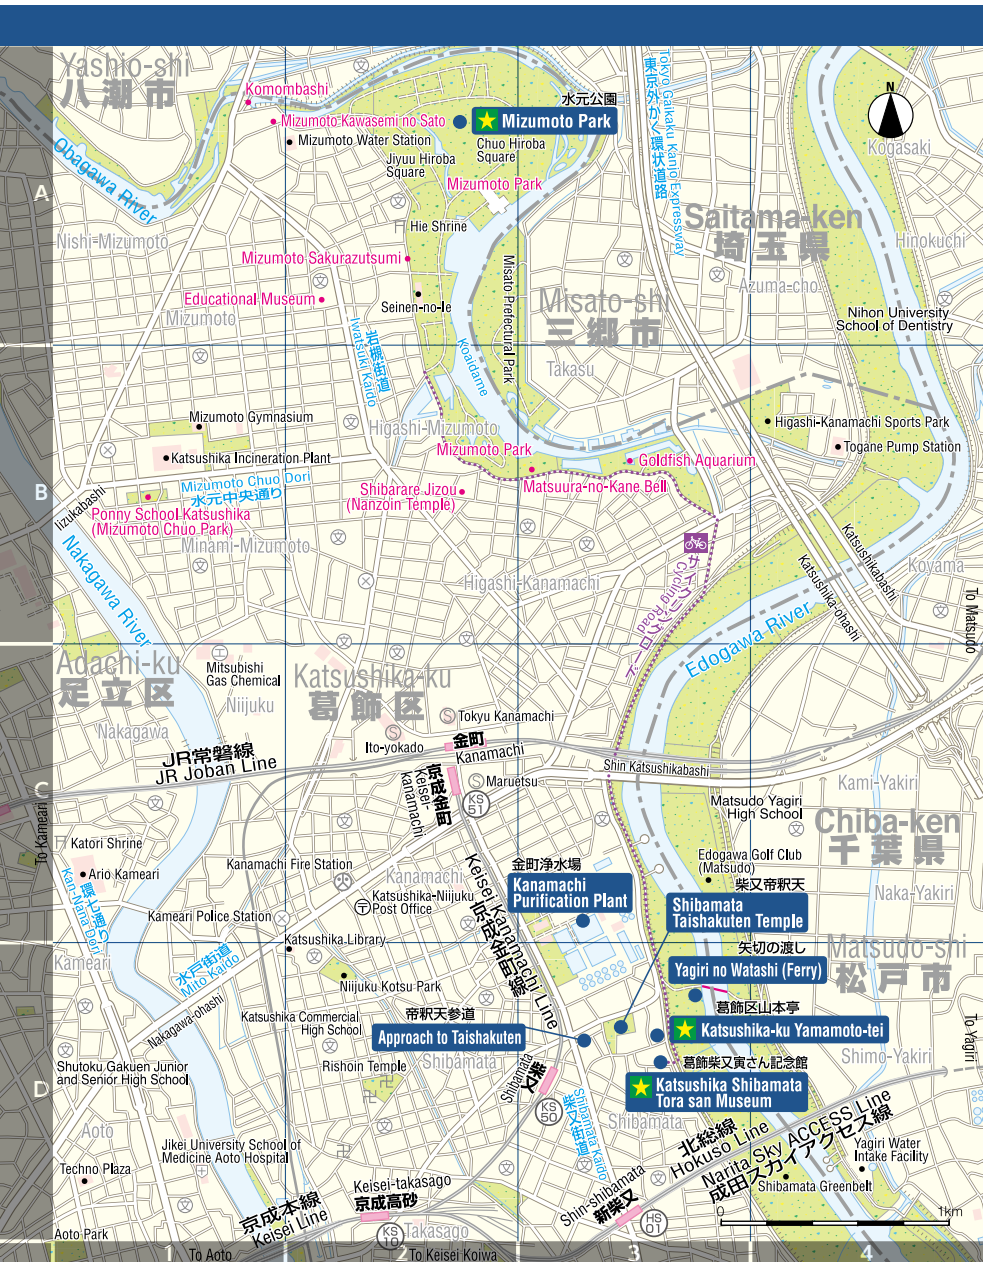 Yashio-shi
八潮市
Komombashi
Mizumoto Kawasemi no Sato
Mizumoto Water Station
水元公園
Mizumoto Park
Chuo Hiroba
Square
Jiyuu Hiroba
Square
Mizumoto Park
Tokyo Gaikaku Kanjo Expressway
東京外かく環状道路
N
Kogasaki
Obagawa River
A
Hie Shrine
Saitama-ken
埼玉県
Nishi-Mizumoto
Hinokuchi
Mizumoto Sakurazutsumi
Educational Museum
Mizumoto
Seinen-no-Ie
Misato Prefectural Park
Misato-shi
三郷市
Azuma-cho
Nihon University
School of Dentistry
岩槻街道
Iwatsuki Kaido
Koaidame
Takasu
Mizumoto Gymnasium
Higashi-Mizumoto
Higashi-Kanamachi Sports Park
Mizumoto Park
Togane Pump Station
Katsushika Incineration Plant
Goldfish Aquarium
B
Mizumoto Chuo Dori
水元中央通り
Shibarare Jizou
(Nanzoin Temple)
Matsuura-no-Kane Bell
Iizukabashi
Ponny School Katsushika
(Mizumoto Chuo Park)
Minami-Mizumoto
Nakagawa River
サイクリングロード
Cycling Road
Katsushikabashi
Katsushika-ohashi
Koyama
To Matsudo
Higashi-Kanamachi
Edogawa River
Adachi-ku
足立区
Mitsubishi
Gas Chemical
Niijuku
Katsushika-ku
葛飾区
Nakagawa
S Tokyu Kanamachi
S
Ito-yokado
金町
Kanamachi
JR常磐線
JR Joban Line
Shin Katsushikabashi
C
京成金町
Keisei-
kanamachi
S Maruetsu
KS
51
Kami-Yakiri
Matsudo Yagiri
High School
Chiba-ken
千葉県
To Kameari
Katori Shrine
Ario Kameari
Kanamachi Fire Station
Kanamachi
金町浄水場
Kanamachi
Purification Plant
Edogawa Golf Club
(Matsudo)
柴又帝釈天
Shibamata
Taishakuten Temple
Naka-Yakiri
環七通り
Kan-Nana Dori
Katsushika-Niijuku
Post Office
Kameari Police Station
Keisei Kanamachi Line
京成金町線
Katsushika Library
矢切の渡し
Yagiri no Watashi (Ferry)
Matsudo-shi
松戸市
Kameari
水戸街道
Mito Kaido
Niijuku Kotsu Park
Nakagawa-ohashi
Katsushika Commercial
High School
帝釈天参道
Approach to Taishakuten
葛飾区山本亭
Katsushika-ku Yamamoto-tei
To Yagiri
Shutoku Gakuen Junior
and Senior High School
Rishoin Temple
Shibamata
Shibamata
柴又
葛飾柴又寅さん記念館
Katsushika Shibamata
Tora san Museum
Shimo-Yakiri
D
KS
50
Shibamata Kaido
柴又街道
Shibamata
Aoto
Jikei University School of
Medicine Aoto Hospital
北総線
Hokuso Line
Narita Sky ACCESS Line
成田スカイアクセス線
Yagiri Water
Intake Facility
Techno Plaza
Keisei-takasago
京成高砂
Shin-shibamata
新柴又
Shibamata Greenbelt
京成本線
Keisei Line
KS
10
HS
01
0
1km
Aoto Park
Takasago
1
2
3
4
To Aoto
To Keisei Koiwa